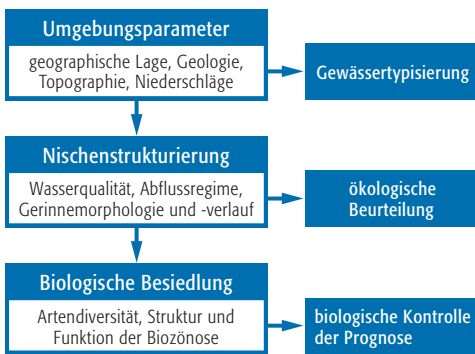 Umgebungsparameter
geographische Lage, Geologie,
Topographie, Niederschläge
Gewässertypisierung
Nischenstrukturierung
Wasserqualität, Abflussregime,
Gerinnemorphologie und -verlauf
ökologische
Beurteilung
Biologische Besiedlung
Artendiversität, Struktur und
Funktion der Biozönose
biologische Kontrolle
der Prognose